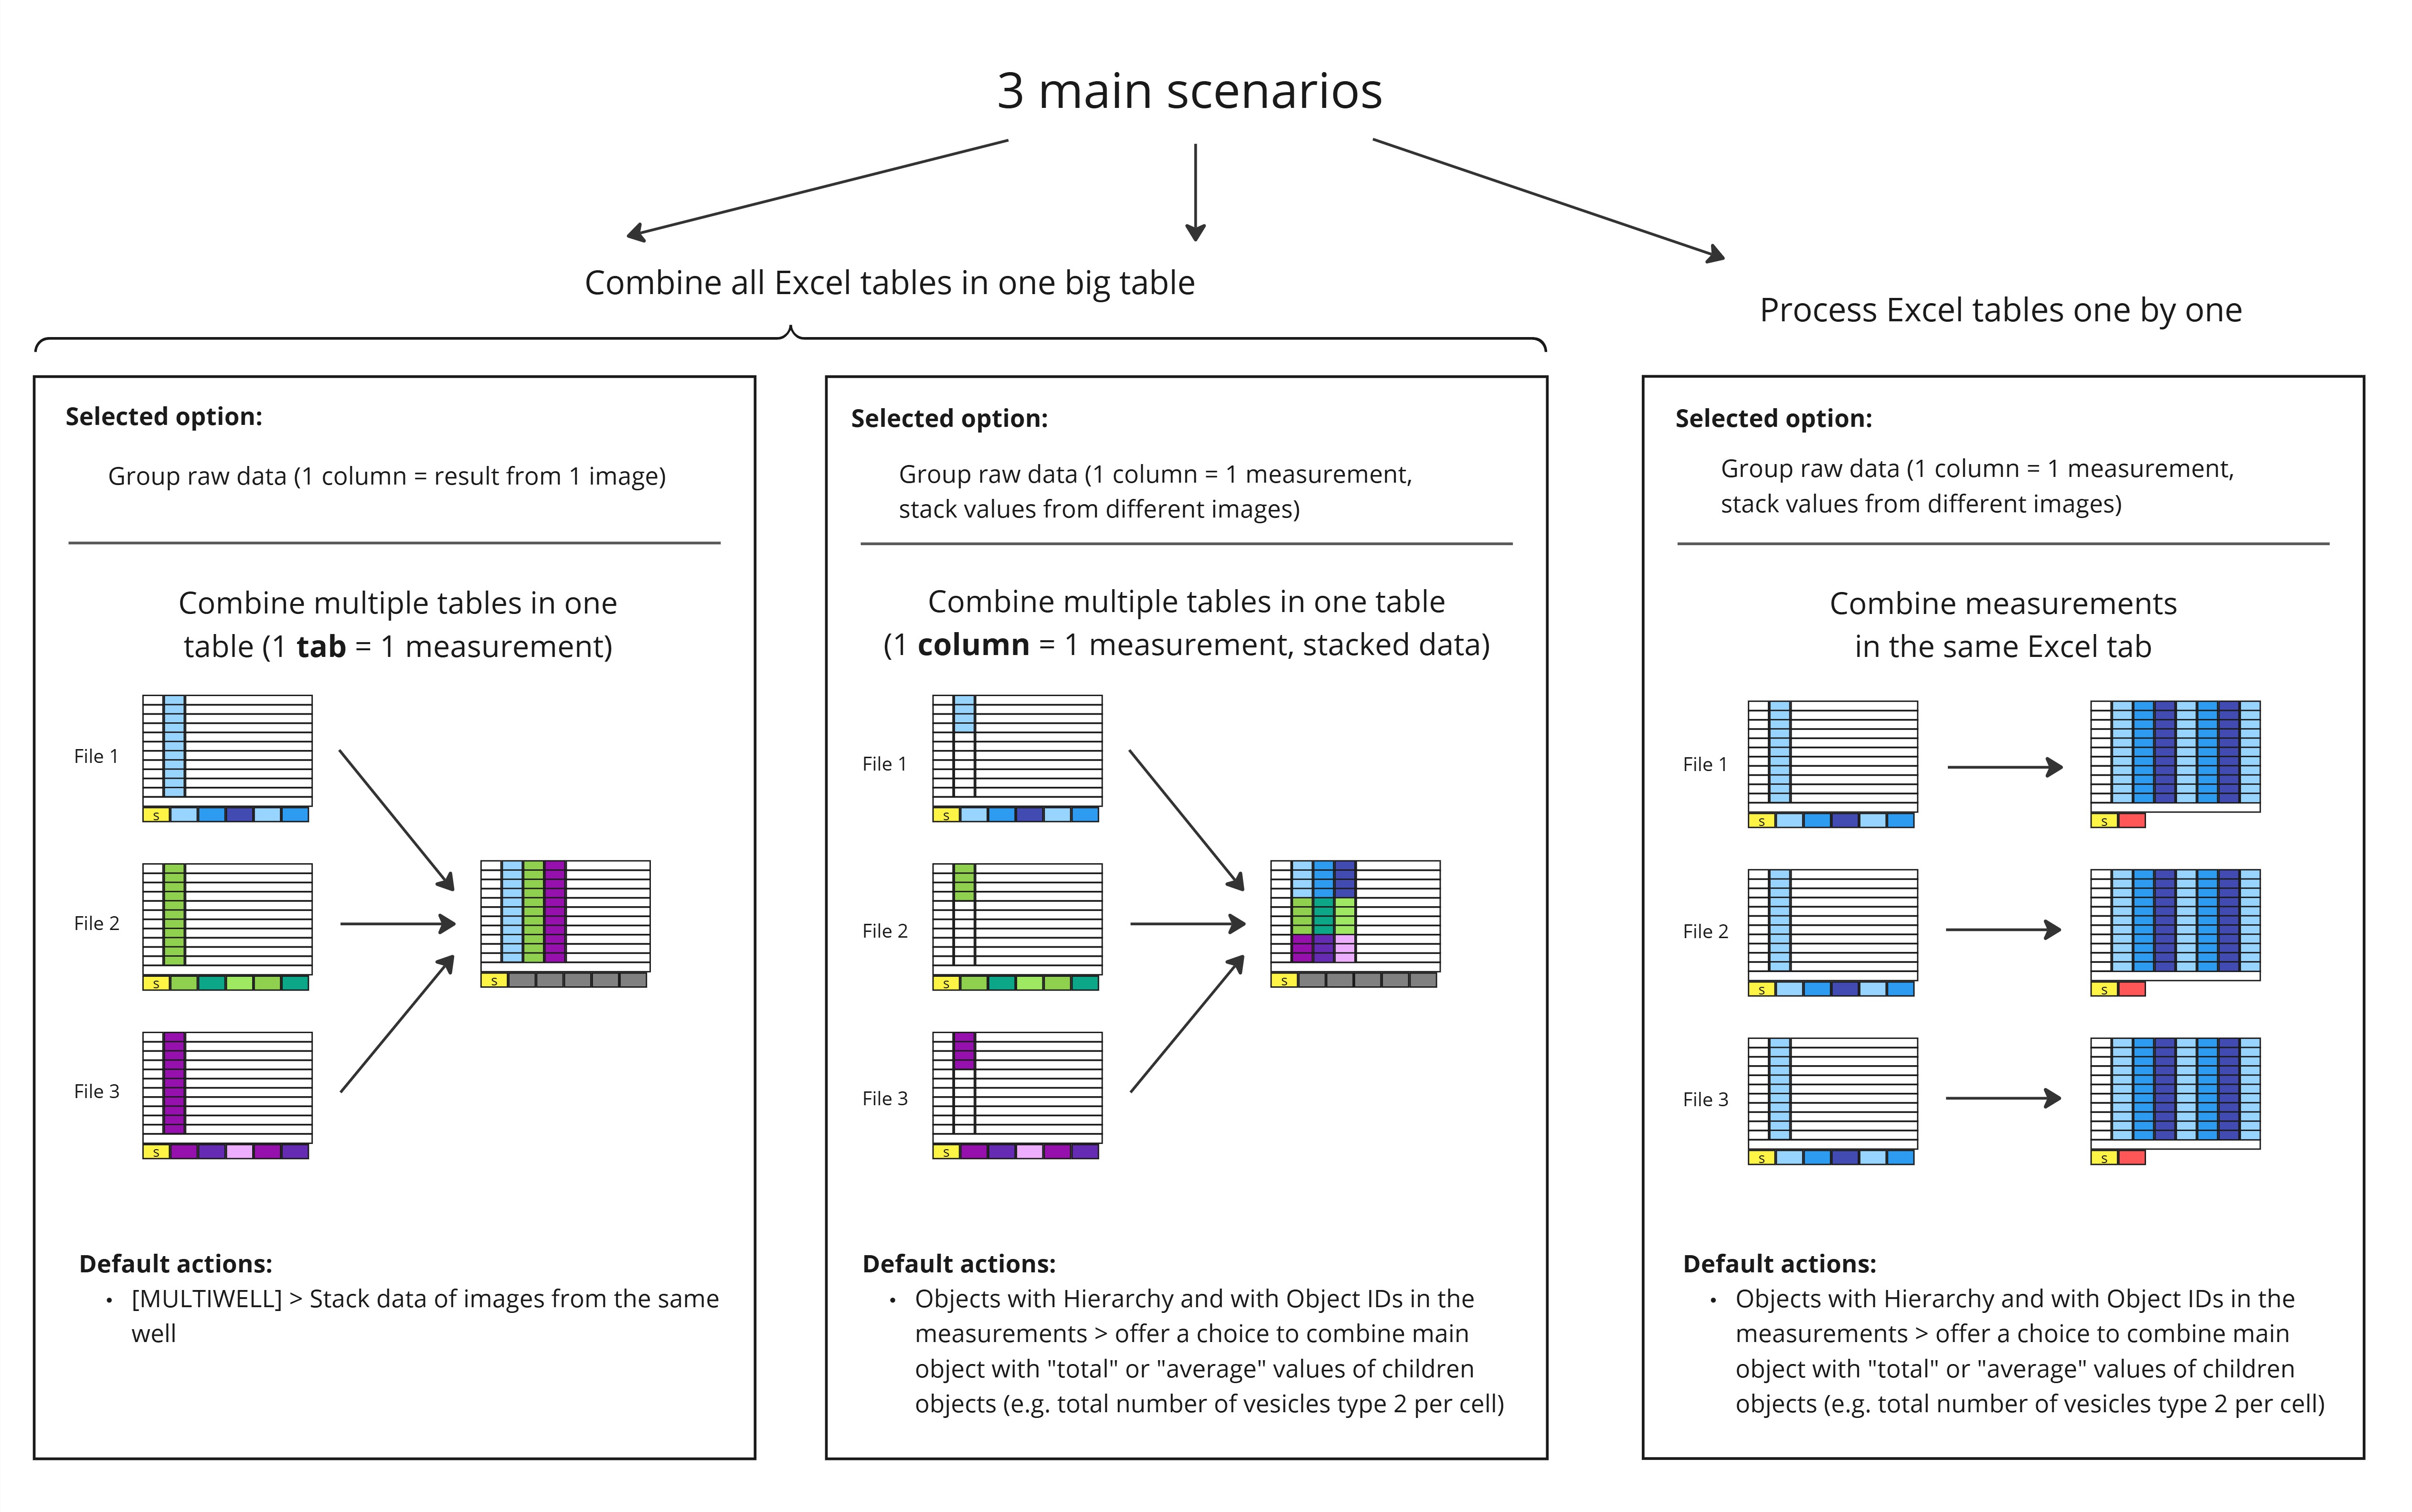 3 main scenarios
Combine all Excel tables in one big table
Process Excel tables one by one
Selected option:
Group raw data (1 column = result from 1 image)
Combine multiple tables in one
table (1 tab = 1 measurement)
File 1
s
File 2
s
s
File 3
s
Default actions:
• [MULTIWELL] > Stack data of images from the same
well
Selected option:
Group raw data (1 column = 1 measurement,
stack values from different images)
Combine multiple tables in one table
(1 column = 1 measurement, stacked data)
File 1
s
File 2
s
s
File 3
s
Default actions:
• Objects with Hierarchy and with Object IDs in the
measurements > offer a choice to combine main
object with "total" or "average" values of children
objects (e.g. total number of vesicles type 2 per cell)
Selected option:
Group raw data (1 column = 1 measurement,
stack values from different images)
Combine measurements
in the same Excel tab
File 1
s
s
File 2
s
s
File 3
s
s
Default actions:
• Objects with Hierarchy and with Object IDs in the
measurements > offer a choice to combine main
object with "total" or "average" values of children
objects (e.g. total number of vesicles type 2 per cell)